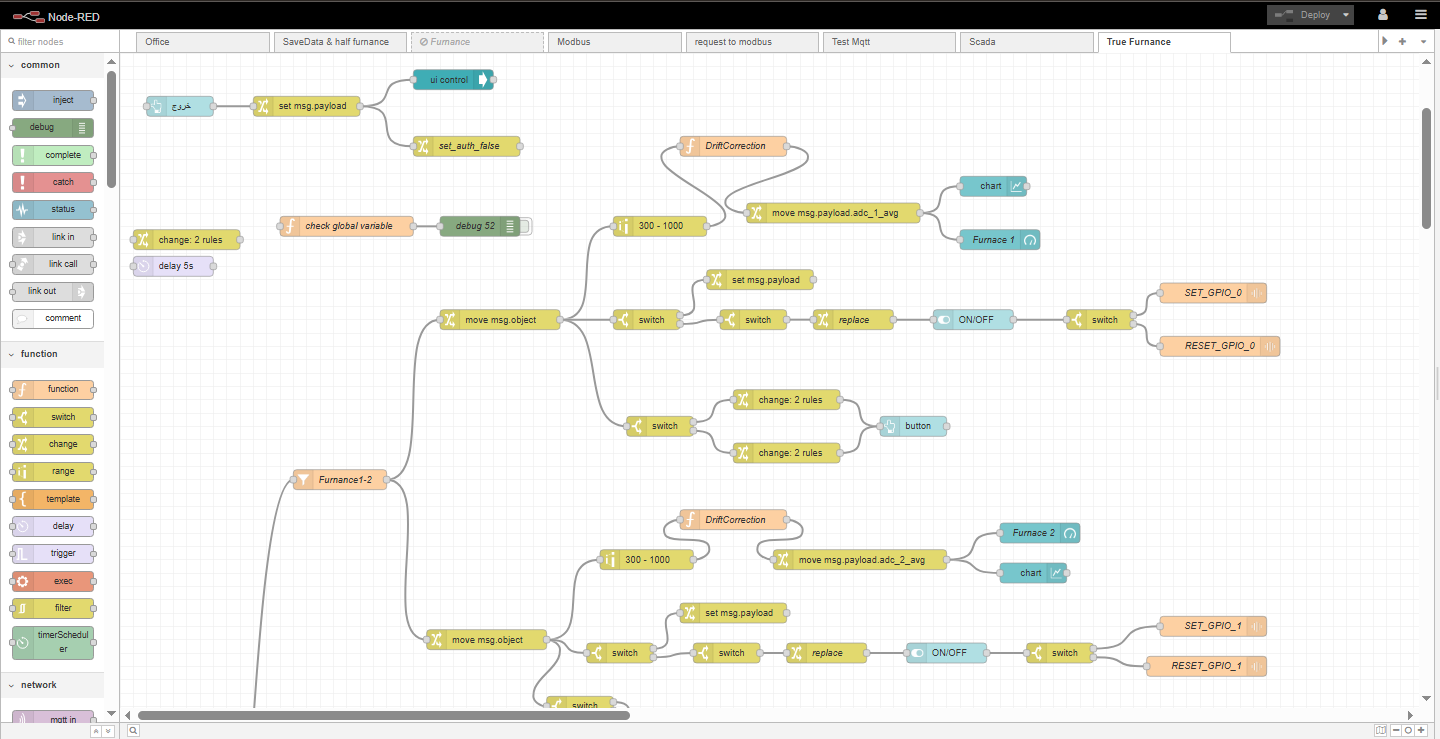 Node-RED
Deploy
filter nodes
Office
SaveData & half furnance
Furnance
Modbus
request to modbus
Test Mqtt
Scada
True Furnance
common
inject
debug
complete
catch
status
link in
link call
link out
comment
function
function
switch
change
range
template
delay
trigger
exec
filter
timerSchedul
er
network
mqtt in
خروج
set msg.payload
ui control
set_auth_false
change: 2 rules
delay 5s
check global variable
debug 52
DriftCorrection
300 - 1000
move msg.payload.adc_1_avg
chart
Furnace 1
set msg.payload
move msg.object
switch
switch
replace
ON/OFF
switch
SET_GPIO_0
RESET_GPIO_0
switch
change: 2 rules
change: 2 rules
button
Furnance1-2
DriftCorrection
300 - 1000
move msg.payload.adc_2_avg
Furnace 2
chart
set msg.payload
move msg.object
switch
switch
replace
ON/OFF
switch
SET_GPIO_1
RESET_GPIO_1
switch